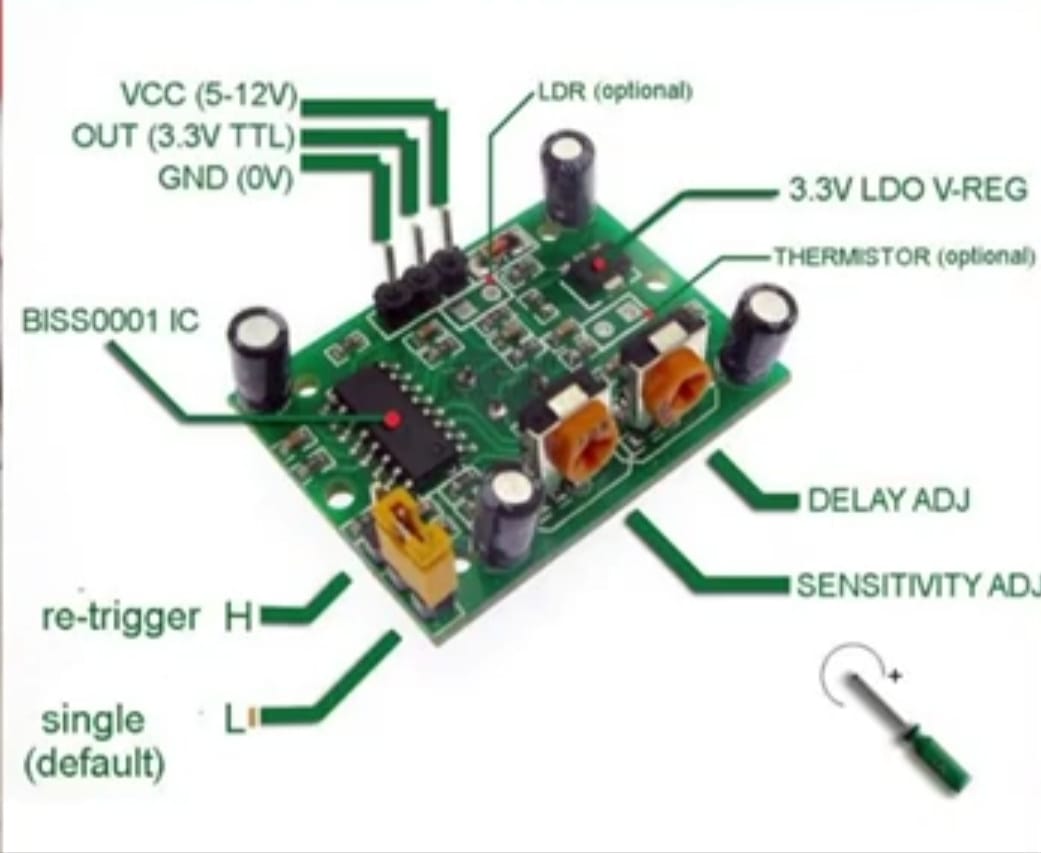 VCC (5-12V)
OUT (3.3V TTL)
GND (0V)
LDR (optional)
3.3V LDO V-REG
THERMISTOR (optional)
BISS0001 IC
DELAY ADJ
SENSITIVITY ADJ
re-trigger H
single L
(default)
+